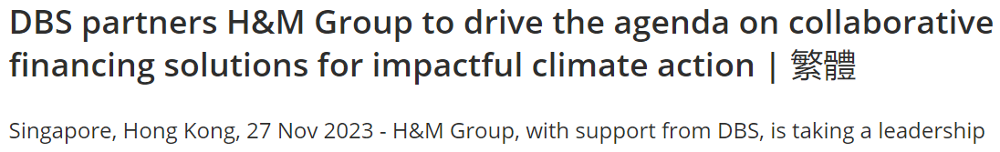 DBS partners H&M Group to drive the agenda on collaborative
financing solutions for impactful climate action | 繁體
Singapore, Hong Kong, 27 Nov 2023 - H&M Group, with support from DBS, is taking a leadership